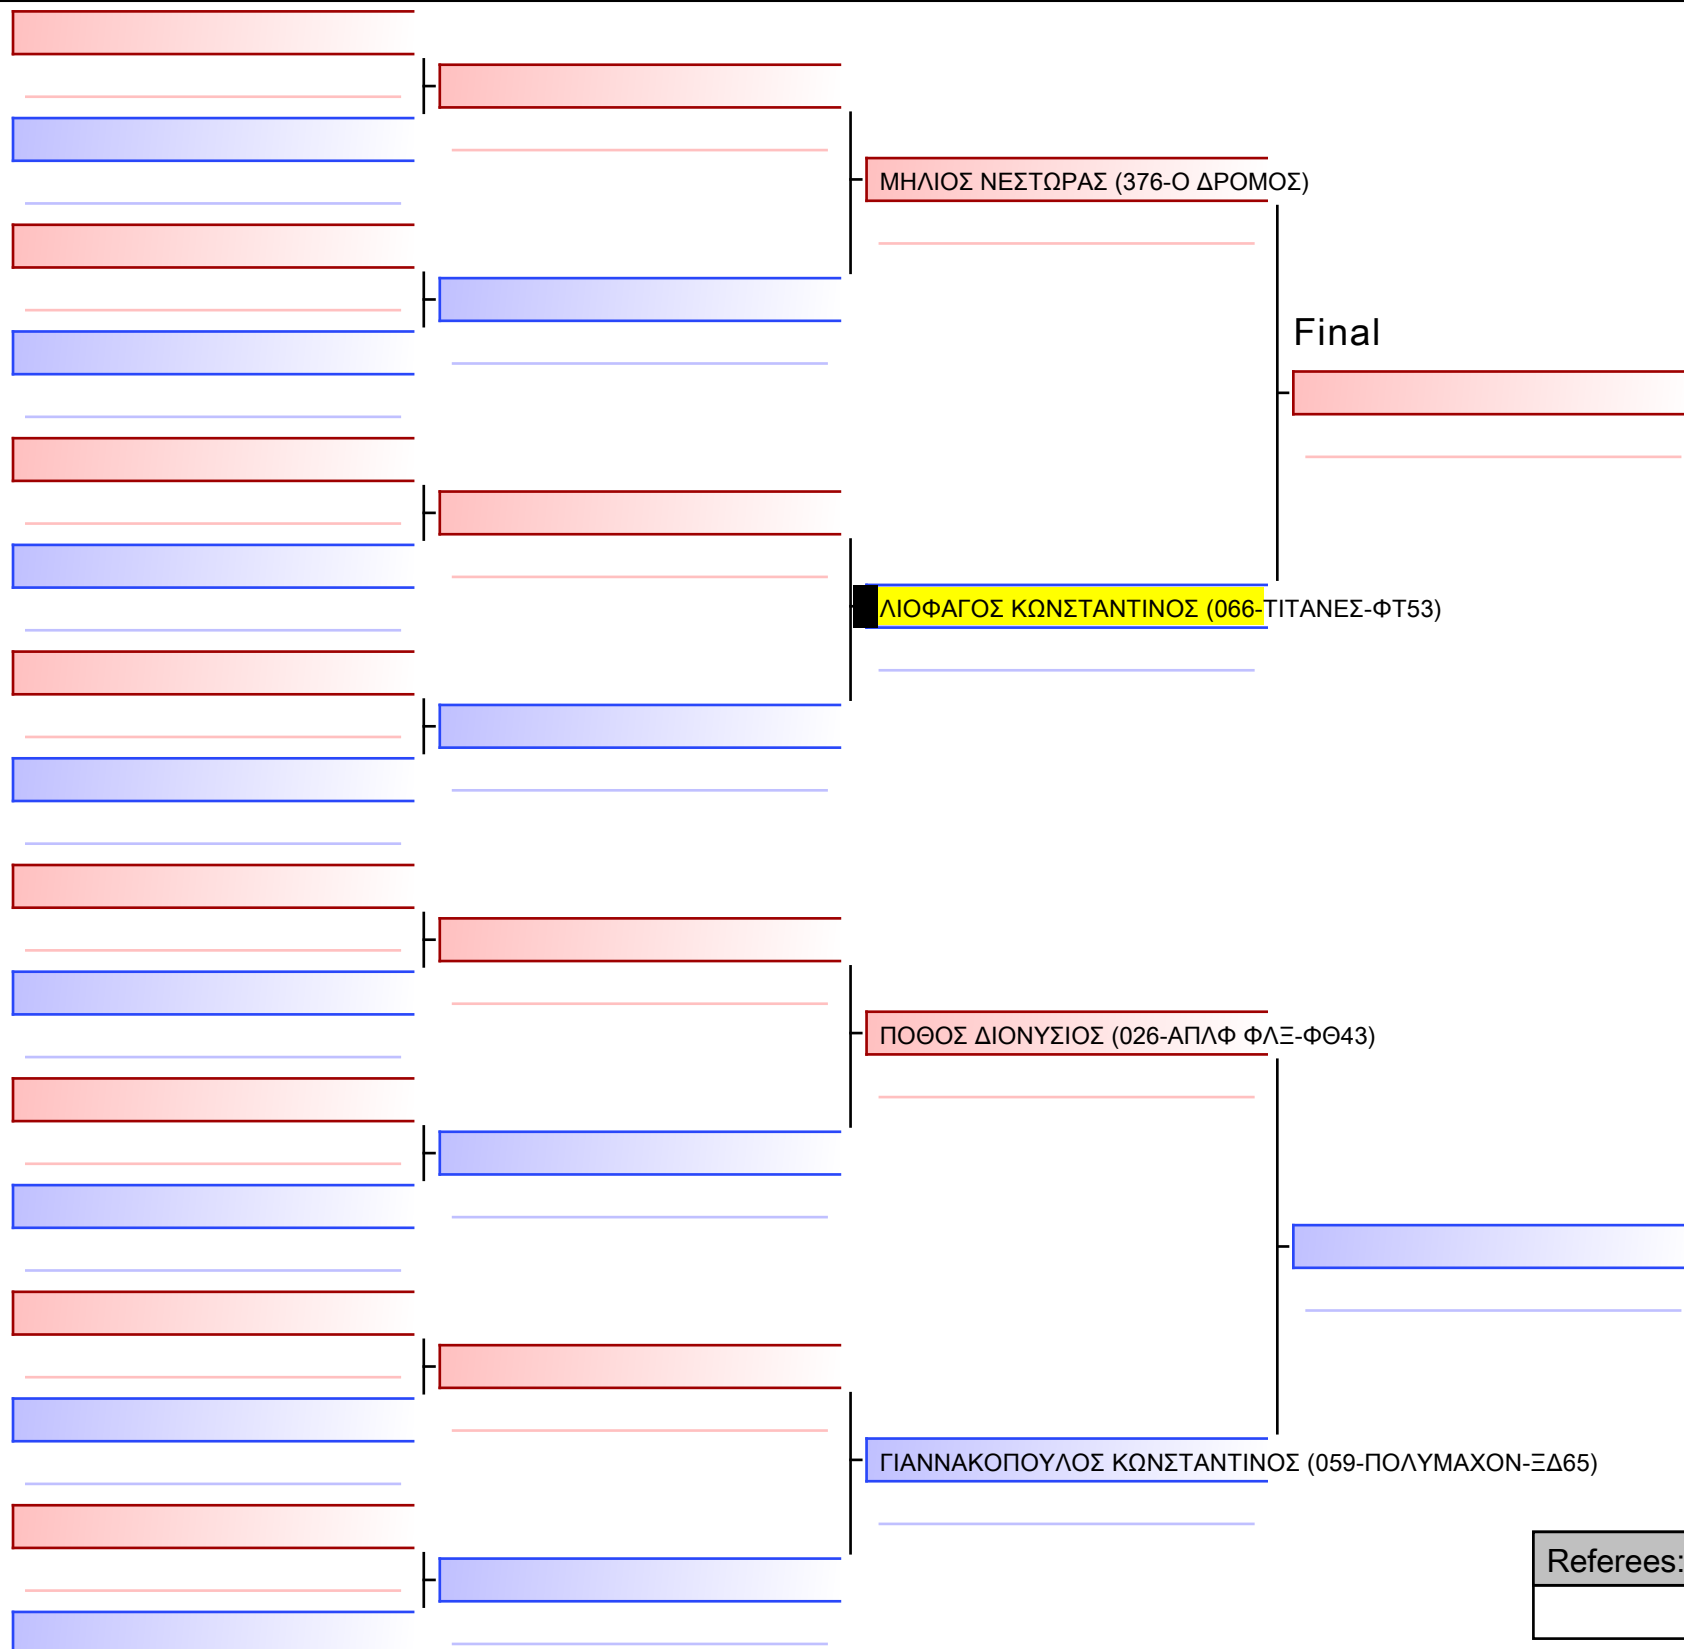 ΜΗΛΙΟΣ ΝΕΣΤΩΡΑΣ (376-Ο ΔΡΟΜΟΣ)
Final
ΛΙΟΦΑΓΟΣ ΚΩΝΣΤΑΝΤΙΝΟΣ (066-ΤΙΤΑΝΕΣ-ΦΤ53)
ΠΟΘΟΣ ΔΙΟΝΥΣΙΟΣ (026-ΑΠΛΦ ΦΛΞ-ΦΘ43)
ΓΙΑΝΝΑΚΟΠΟΥΛΟΣ ΚΩΝΣΤΑΝΤΙΝΟΣ (059-ΠΟΛΥΜΑΧΟΝ-ΞΔ65)
Referees: